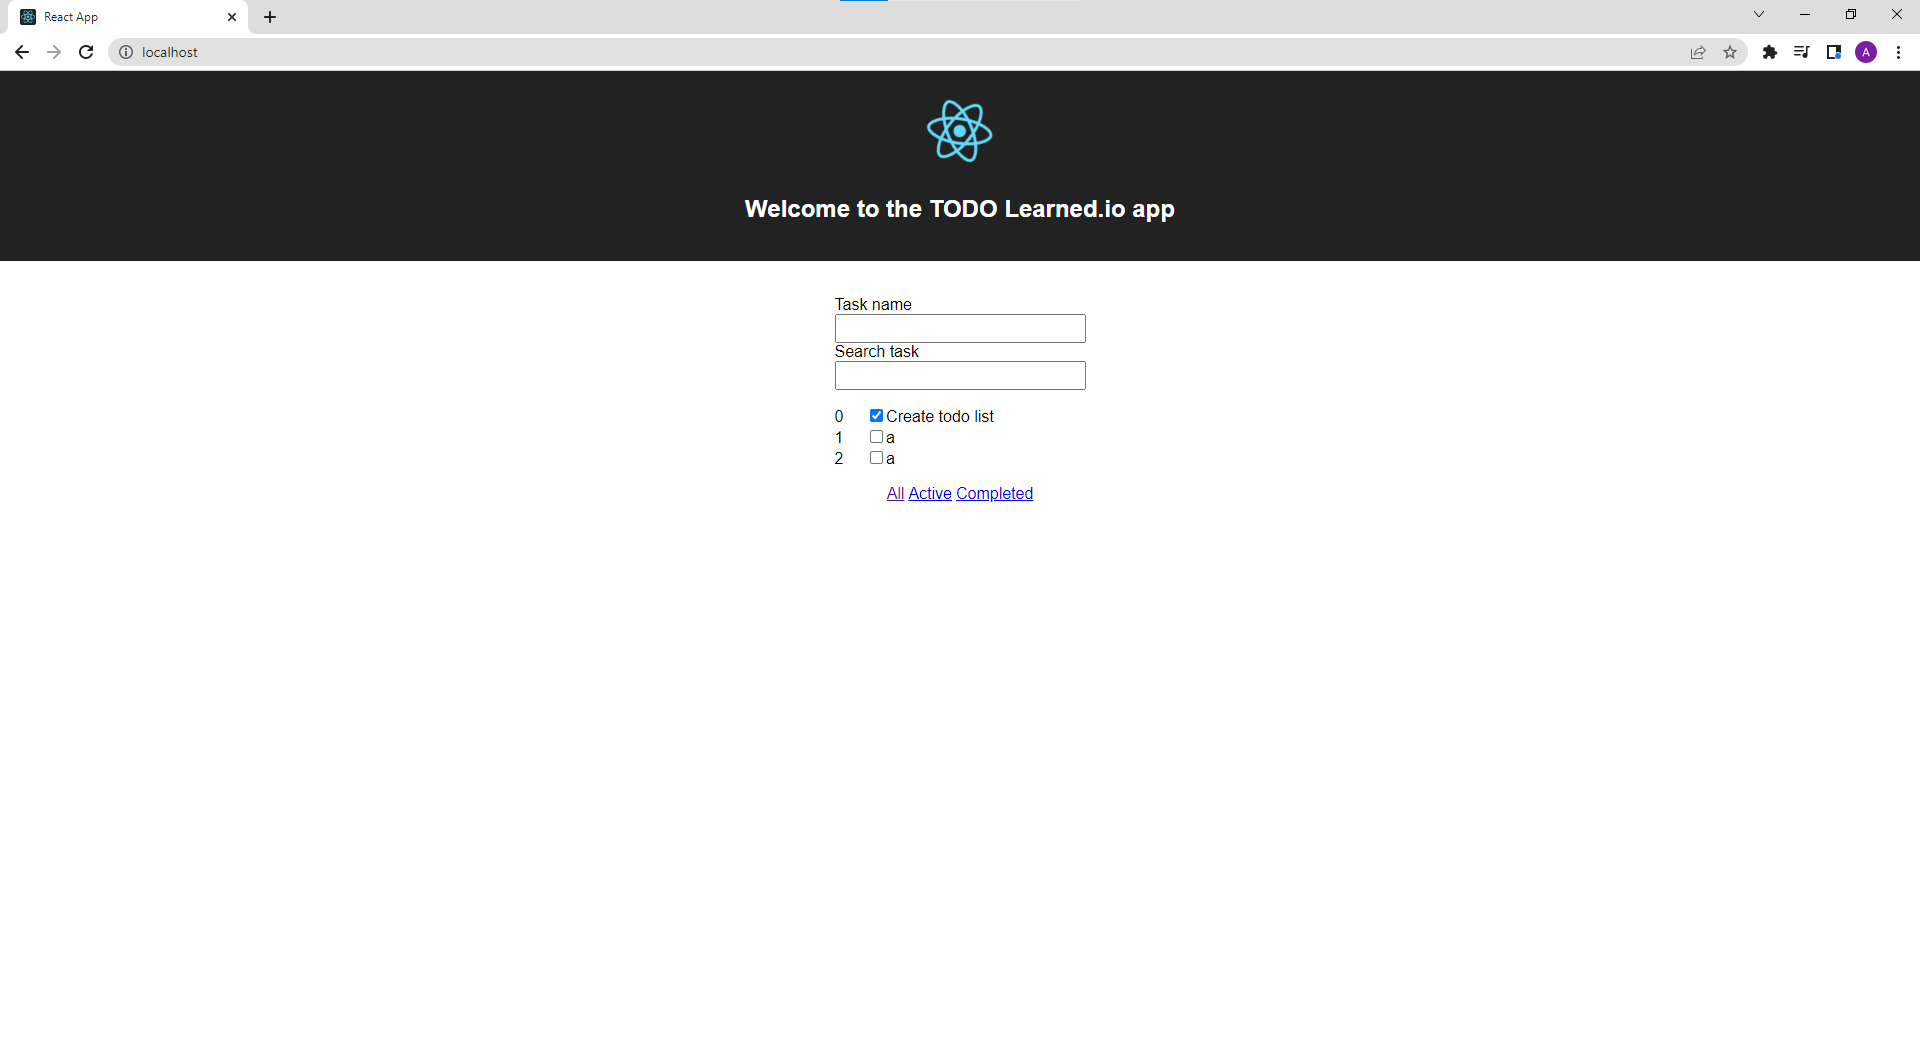 React App
localhost
A
Welcome to the TODO Learned.io app
Task name
Search task
0 Create todo list
1 a
2 a
All Active Completed